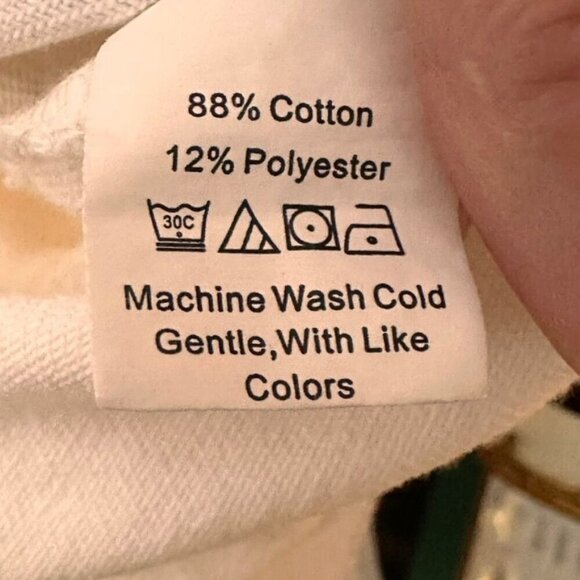 88% Cotton
12% Polyester
30C
Machine Wash Cold
Gentle,With Like
Colors